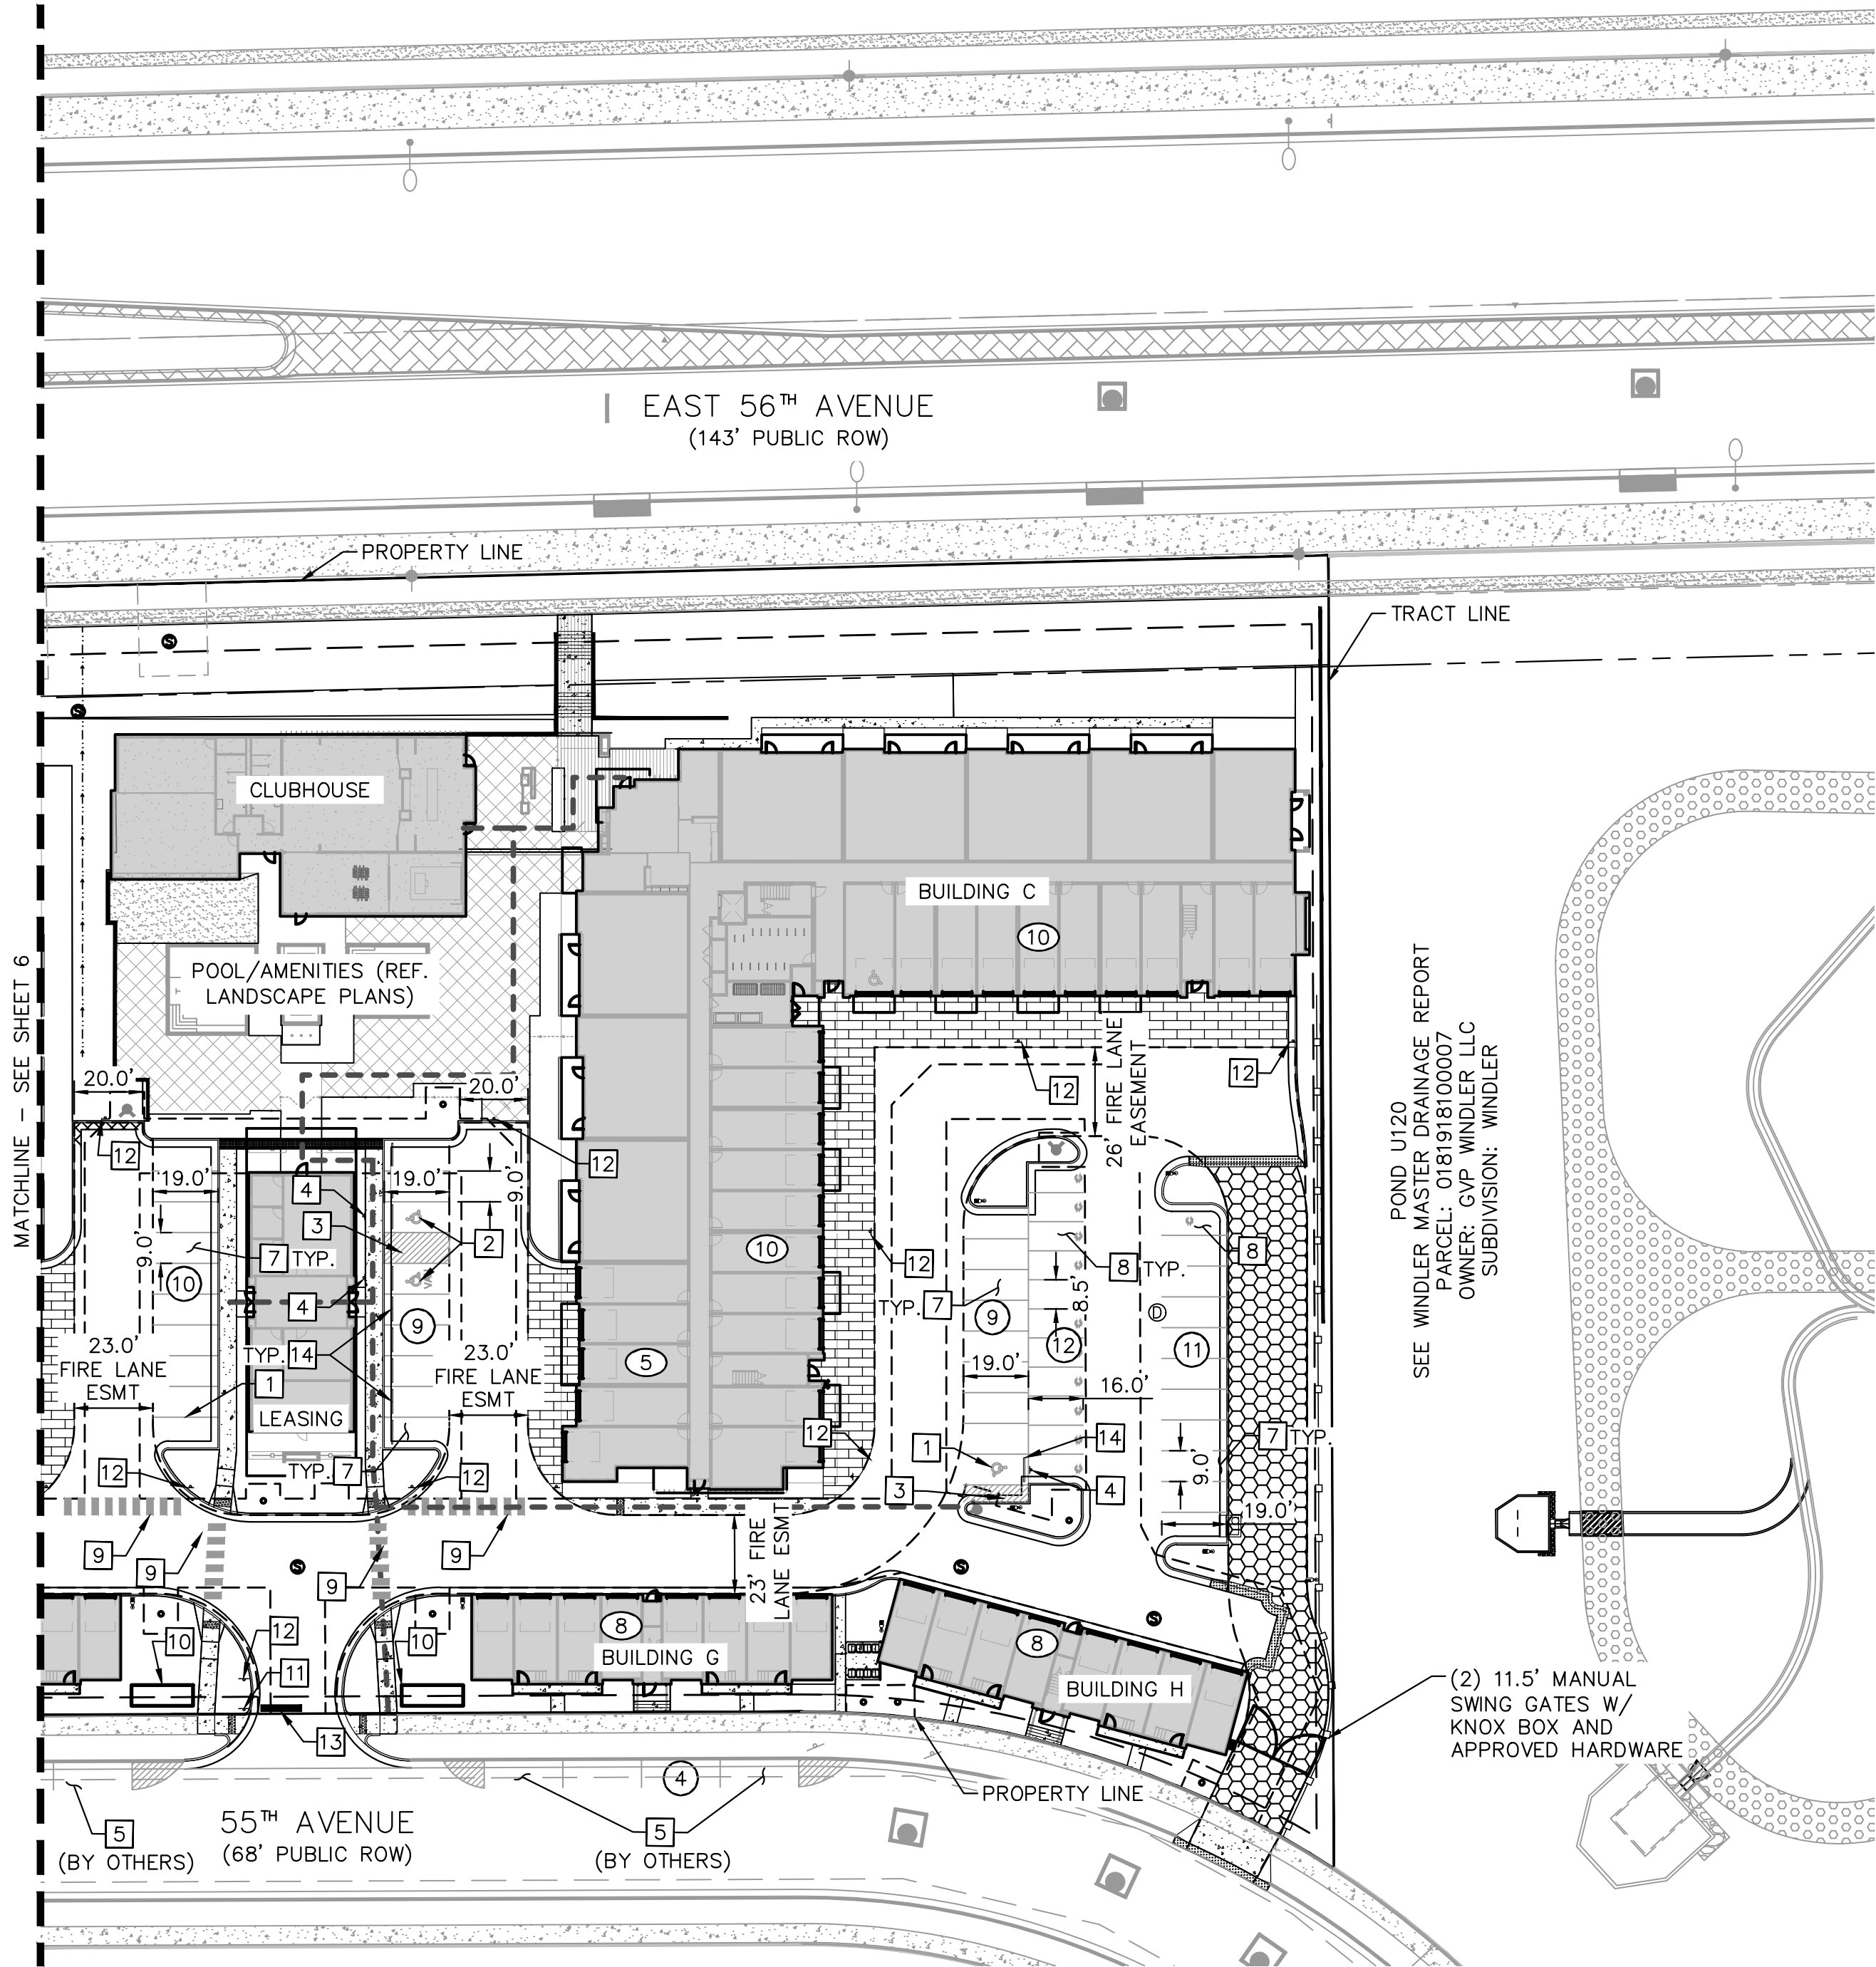 EAST 56TH AVENUE
(143' PUBLIC ROW)
PROPERTY LINE
TRACT LINE
MATCHLINE - SEE SHEET 6
CLUBHOUSE
BUILDING C
10
POOL/AMENITIES (REF.
LANDSCAPE PLANS)
POND U120
SEE WINDLER MASTER DRAINAGE REPORT
PARCEL: 0181918100007
OWNER: GVP WINDLER LLC
SUBDIVISION: WINDLER
26' FIRE LANE
EASEMENT
12
12
20.0'
20.0'
12
12
19.0'
19.0'
9.0'
4
3
2
9.0'
7 TYP.
10
4
9
23.0'
FIRE LANE
ESMT
TYP. 14
1
23.0'
FIRE LANE
ESMT
LEASING
TYP. 7
12
12
10
5
12
12
8 TYP.
8
TYP. 7
9
8.5'
12
D
11
19.0'
16.0'
7 TYP.
9.0'
19.0'
1
14
3
4
9
9
9
9
S
S
S
S
S
23' FIRE
LANE ESMT
8
BUILDING G
8
BUILDING H
10
12
11
10
13
(2) 11.5' MANUAL
SWING GATES W/
KNOX BOX AND
APPROVED HARDWARE
PROPERTY LINE
4
5
(BY OTHERS)
55TH AVENUE
(68' PUBLIC ROW)
5
(BY OTHERS)